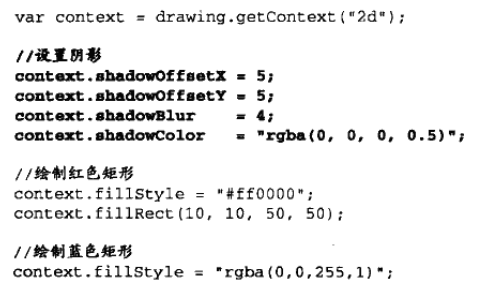 var context = drawing.getContext("2d");
//设置阴影
context.shadowOffsetX = 5;
context.shadowOffsetY = 5;
context.shadowBlur = 4;
context.shadowColor = "rgba(0, 0, 0, 0.5)";
//绘制红色矩形
context.fillStyle = "#ff0000";
context.fillRect(10, 10, 50, 50);
//绘制蓝色矩形
context.fillStyle = "rgba(0,0,255,1)";